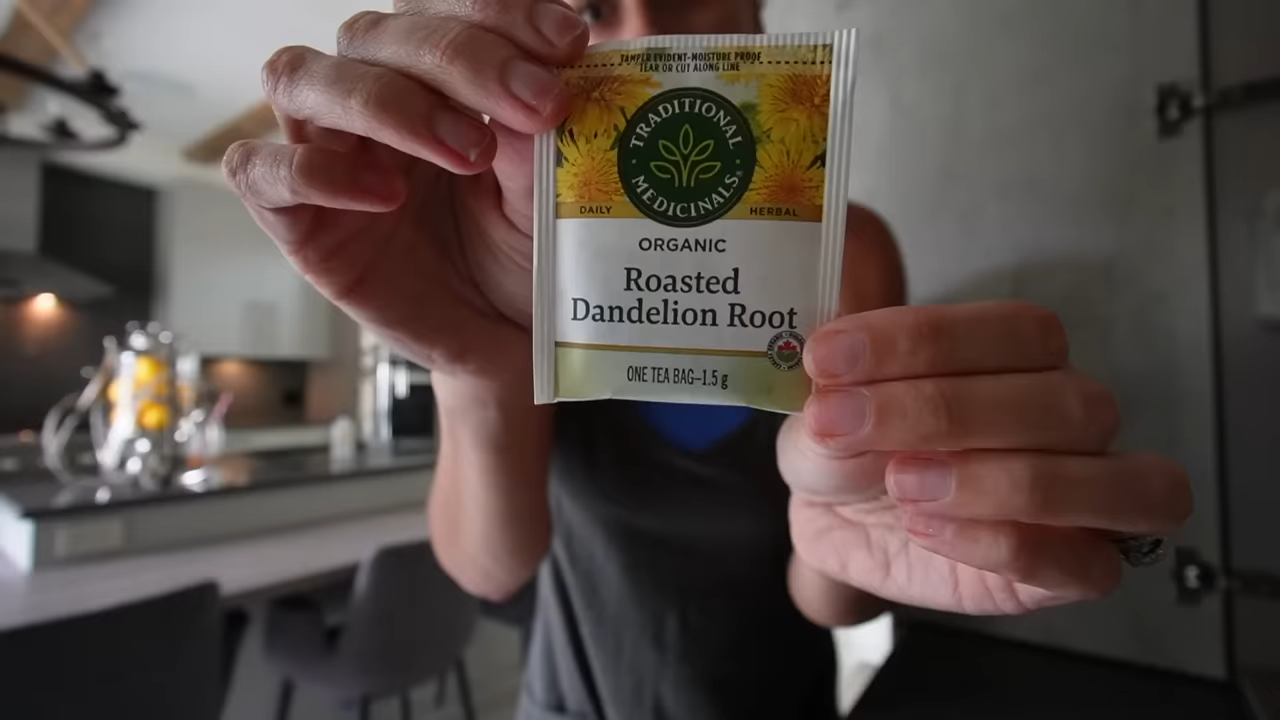 TAMPER EVIDENT-MOISTURE PROOF
TEAR OR CUT ALONG LINE
TRADITIONAL
MEDICINALS®
DAILY
HERBAL
ORGANIC
Roasted
Dandelion Root
ONE TEA BAG–1.5 g